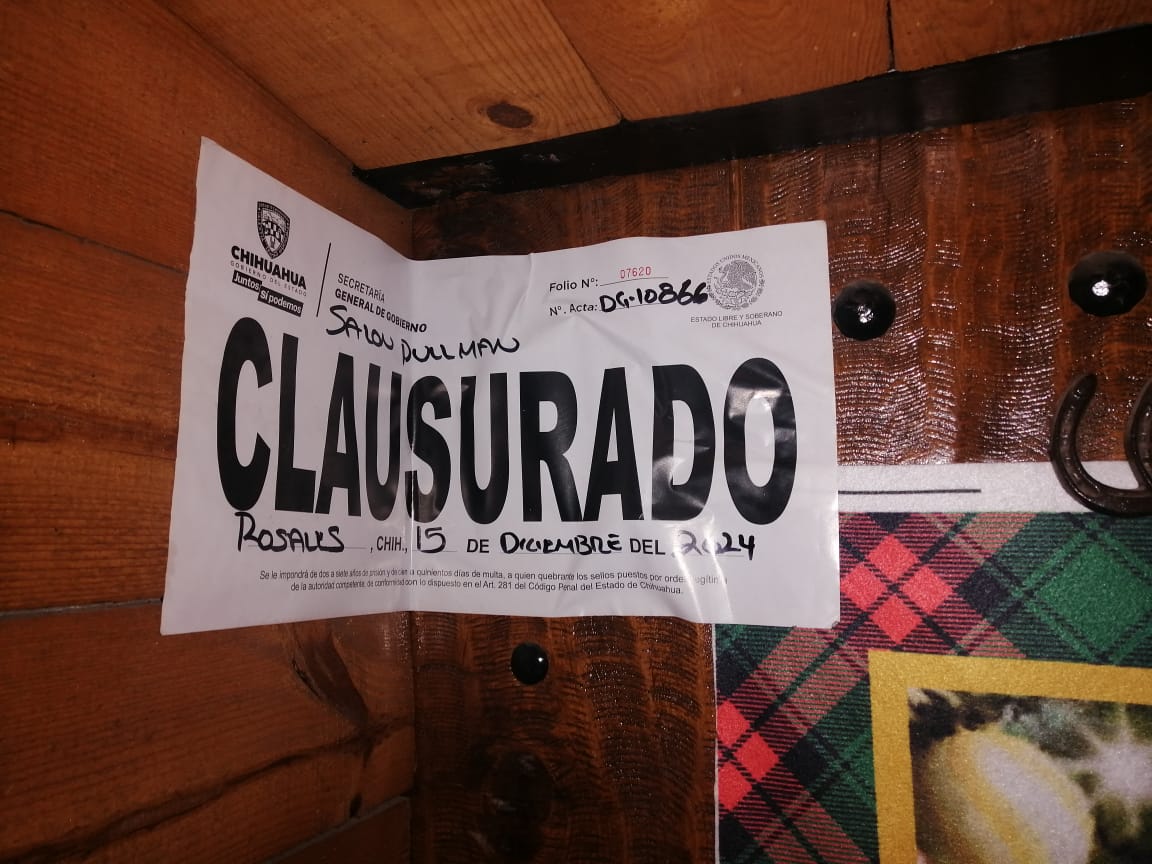 CHIHUAHUA
GOBIERNO DEL ESTADO
Juntos
Sí podemos
SECRETARÍA
GENERAL DE GOBIERNO
Folio Nº: 07620
Nº. Acta: DG-10866
ESTADOS UNIDOS MEXICANOS
ESTADO LIBRE Y SOBERANO
DE CHIHUAHUA
SALON PULLMAN
CLAUSURADO
ROSALES, CHIH., 15 DE DICIEMBRE DEL 2024
Se le impondrá de dos a siete años de prisión y de cien a quinientos días de multa, a quien quebrante los sellos puestos por orden legítima
de la autoridad competente, de conformidad con lo dispuesto en el Art. 281 del Código Penal del Estado de Chihuahua.